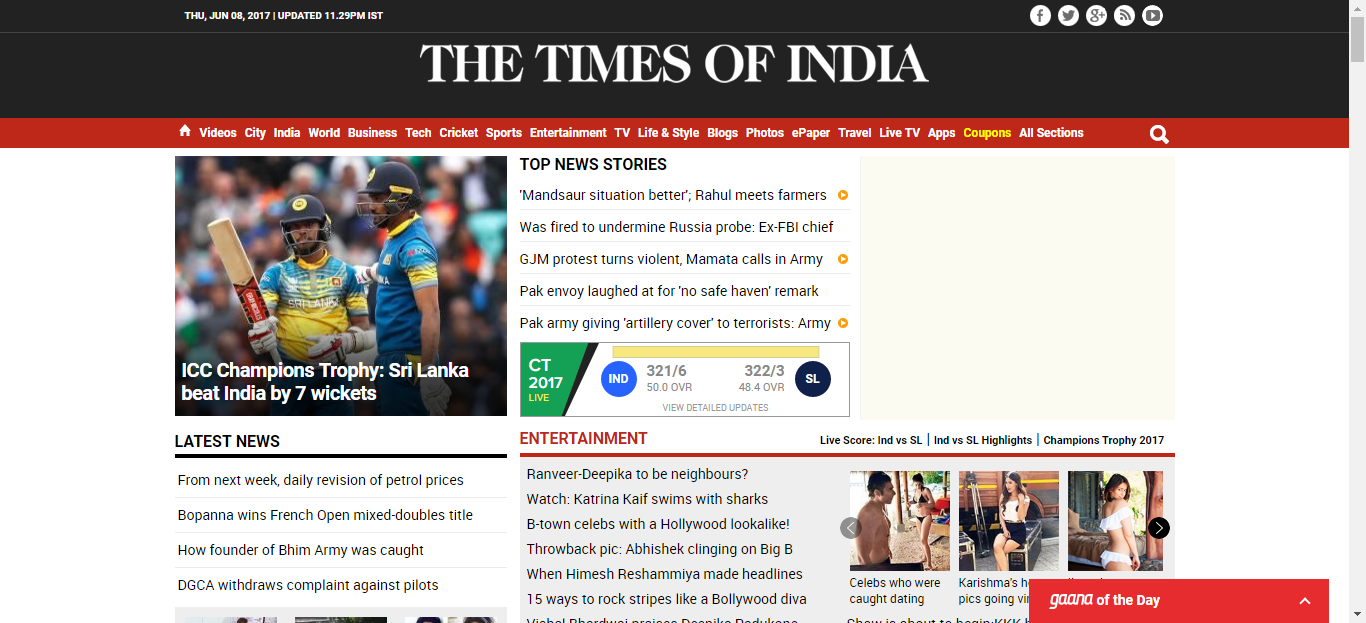 THU, JUN 08, 2017 | UPDATED 11.29PM IST
THE TIMES OF INDIA
Videos City India World Business Tech Cricket Sports Entertainment TV Life & Style Blogs Photos ePaper Travel Live TV Apps Coupons All Sections
SRI LANKA
ICC Champions Trophy: Sri Lanka
beat India by 7 wickets
TOP NEWS STORIES
'Mandsaur situation better'; Rahul meets farmers
Was fired to undermine Russia probe: Ex-FBI chief
GJM protest turns violent, Mamata calls in Army
Pak envoy laughed at for 'no safe haven' remark
Pak army giving 'artillery cover' to terrorists: Army
CT
2017
LIVE
IND
321/6
50.0 OVR
322/3
48.4 OVR
SL
VIEW DETAILED UPDATES
LATEST NEWS
From next week, daily revision of petrol prices
Bopanna wins French Open mixed-doubles title
How founder of Bhim Army was caught
DGCA withdraws complaint against pilots
ENTERTAINMENT
Live Score: Ind vs SL | Ind vs SL Highlights | Champions Trophy 2017
Ranveer-Deepika to be neighbours?
Watch: Katrina Kaif swims with sharks
B-town celebs with a Hollywood lookalike!
Throwback pic: Abhishek clinging on Big B
When Himesh Reshammiya made headlines
15 ways to rock stripes like a Bollywood diva
Vishal Bhardwaj praises Deepika Padukone
Celebs who were
caught dating
Karishma's
pics going
Show is about to begin:KKK
gaana of the Day